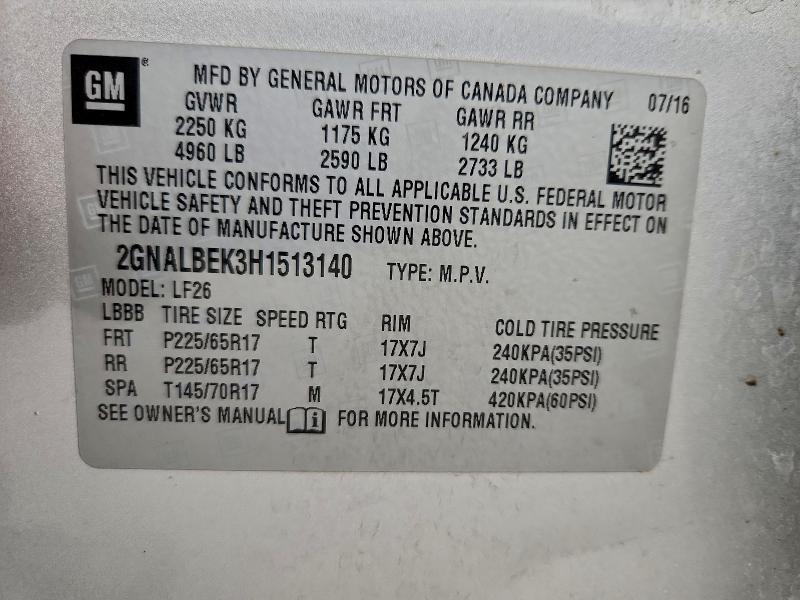 GM ®
MFD BY GENERAL MOTORS OF CANADA COMPANY 07/16
GVWR GAWR FRT GAWR RR
2250 KG 1175 KG 1240 KG
4960 LB 2590 LB 2733 LB
THIS VEHICLE CONFORMS TO ALL APPLICABLE U.S. FEDERAL MOTOR
VEHICLE SAFETY AND THEFT PREVENTION STANDARDS IN EFFECT ON
THE DATE OF MANUFACTURE SHOWN ABOVE.
2GNALBEK3H1513140 TYPE: M.P.V.
MODEL: LF26
LBBB TIRE SIZE SPEED RTG RIM COLD TIRE PRESSURE
FRT P225/65R17 T 17X7J 240KPA(35PSI)
RR P225/65R17 T 17X7J 240KPA(35PSI)
SPA T145/70R17 M 17X4.5T 420KPA(60PSI)
SEE OWNER'S MANUAL i FOR MORE INFORMATION.